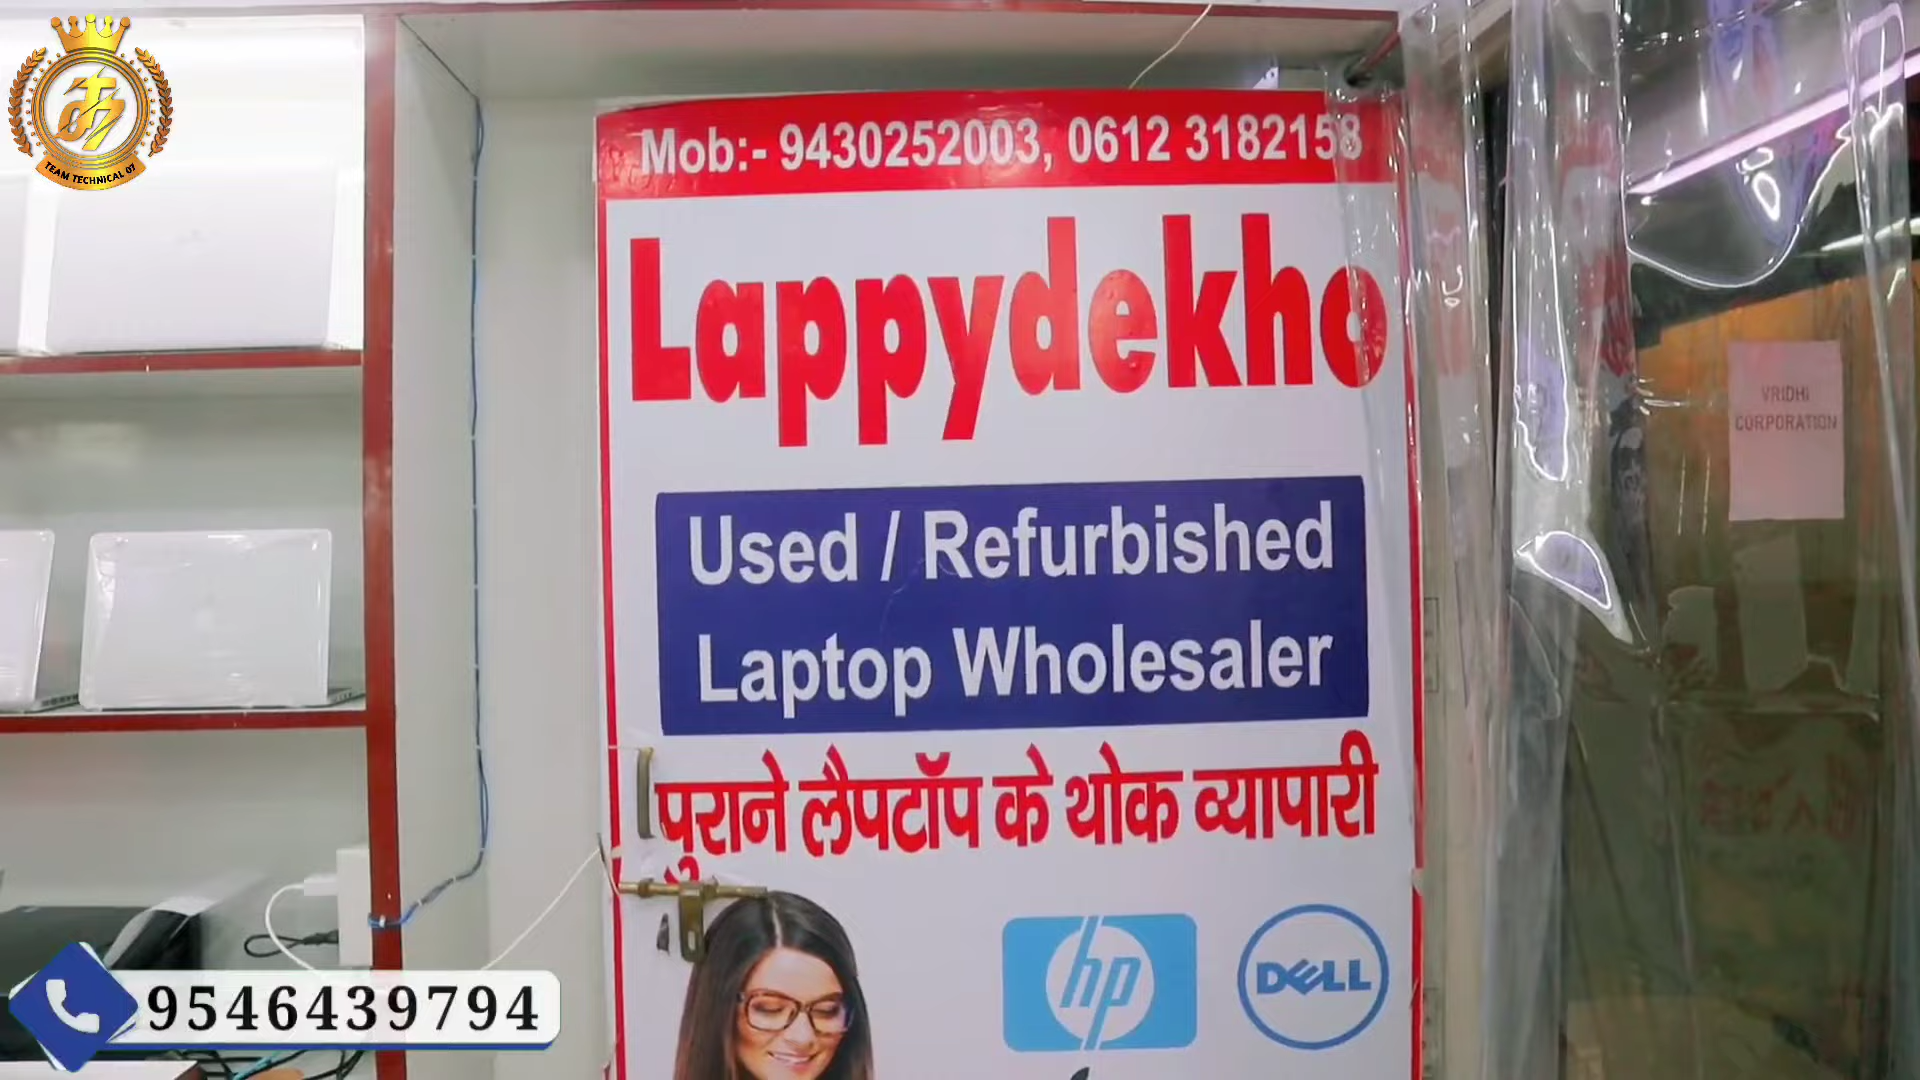 TEAM TECHNICAL 07
Mob:- 9430252003, 0612 3182158
Lappydekho
Used / Refurbished
Laptop Wholesaler
पुराने लैपटॉप के थोक व्यापारी
hp
DELL
VRIDHI
CORPORATION
9546439794